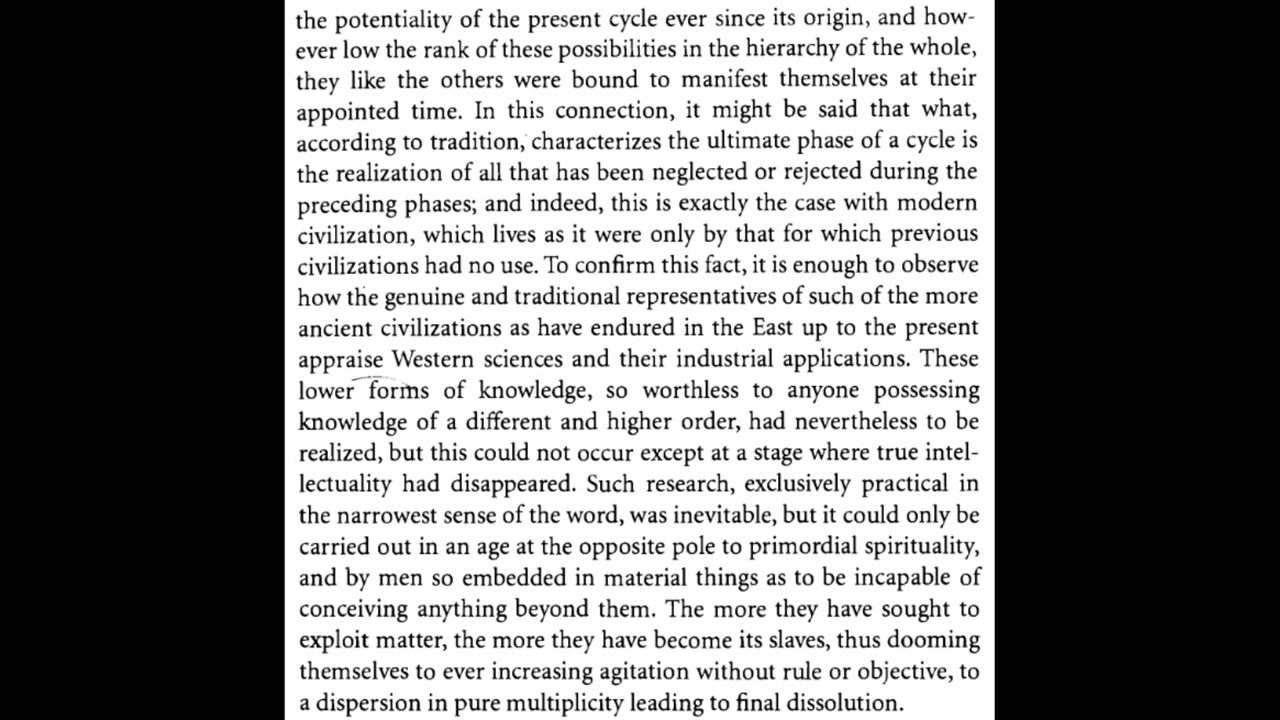 the potentiality of the present cycle ever since its origin, and how-
ever low the rank of these possibilities in the hierarchy of the whole,
they like the others were bound to manifest themselves at their
appointed time. In this connection, it might be said that what,
according to tradition, characterizes the ultimate phase of a cycle is
the realization of all that has been neglected or rejected during the
preceding phases; and indeed, this is exactly the case with modern
civilization, which lives as it were only by that for which previous
civilizations had no use. To confirm this fact, it is enough to observe
how the genuine and traditional representatives of such of the more
ancient civilizations as have endured in the East up to the present
appraise Western sciences and their industrial applications. These
lower forms of knowledge, so worthless to anyone possessing
knowledge of a different and higher order, had nevertheless to be
realized, but this could not occur except at a stage where true intel-
lectuality had disappeared. Such research, exclusively practical in
the narrowest sense of the word, was inevitable, but it could only be
carried out in an age at the opposite pole to primordial spirituality,
and by men so embedded in material things as to be incapable of
conceiving anything beyond them. The more they have sought to
exploit matter, the more they have become its slaves, thus dooming
themselves to ever increasing agitation without rule or objective, to
a dispersion in pure multiplicity leading to final dissolution.